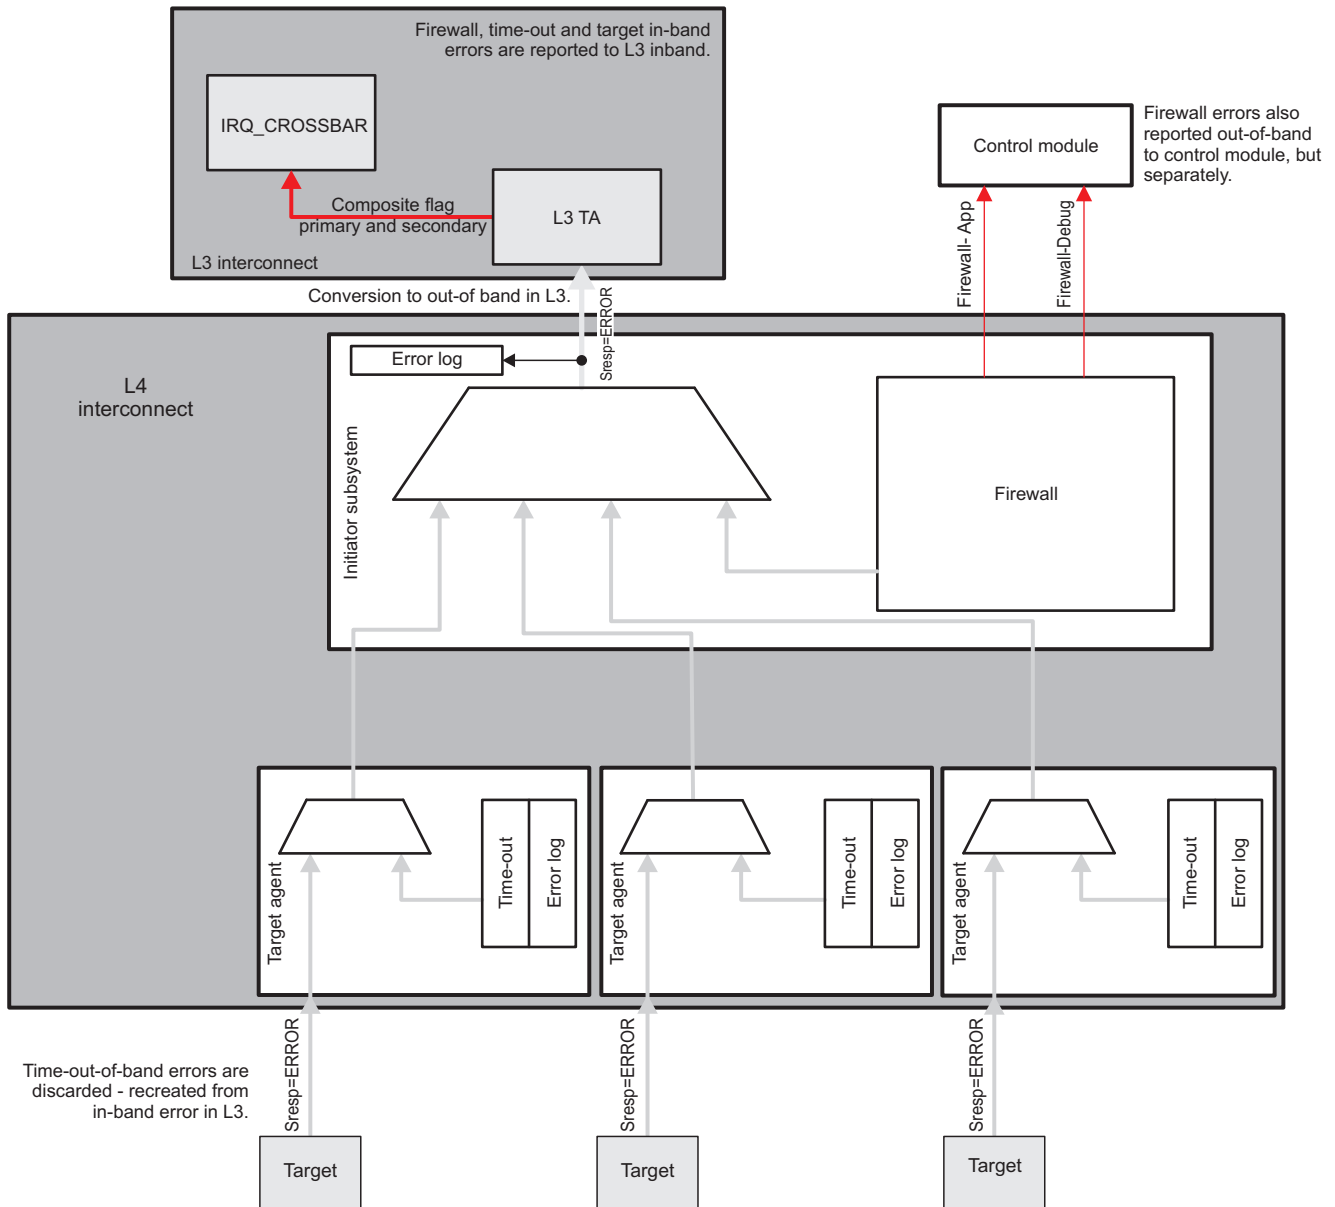 Firewall, time-out and target in-band
errors are reported to L3 inband.
IRQ_CROSSBAR
Composite flag
primary and secondary
L3 TA
L3 interconnect
Control module
Firewall errors also
reported out-of-band
to control module, but
separately.
Firewall- App
Firewall-Debug
Conversion to out-of band in L3.
Sresp=ERROR
L4
interconnect
Error log
Initiator subsystem
Firewall
Target agent
Time-out
Error log
Target agent
Time-out
Error log
Target agent
Time-out
Error log
Time-out-of-band errors are
discarded - recreated from
in-band error in L3.
Sresp=ERROR
Sresp=ERROR
Sresp=ERROR
Target
Target
Target